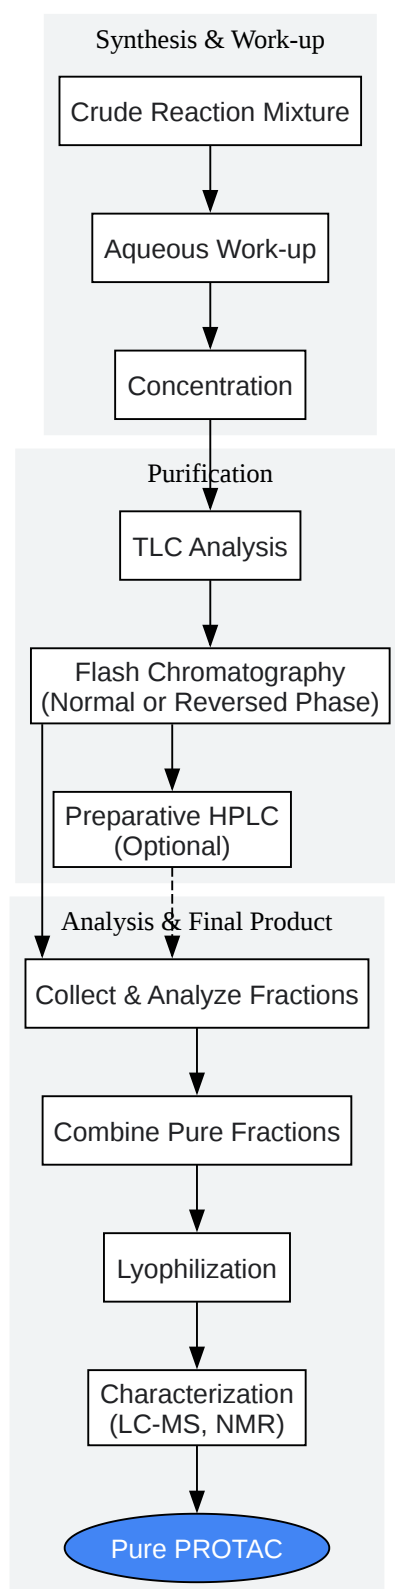 Synthesis & Work-up
Crude Reaction Mixture
Aqueous Work-up
Concentration
Purification
TLC Analysis
Flash Chromatography
(Normal or Reversed Phase)
Preparative HPLC
(Optional)
Analysis & Final Product
Collect & Analyze Fractions
Combine Pure Fractions
Lyophilization
Characterization
(LC-MS, NMR)
Pure PROTAC